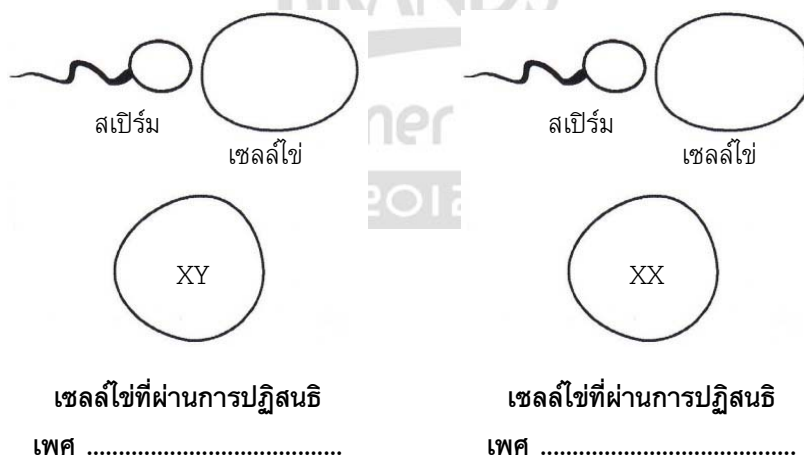 BRANDS
สเปิร์ม
เซลล์ไข่
สเปิร์ม
เซลล์ไข่
2012
XY
XX
เซลล์ไข่ที่ผ่านการปฏิสนธิ
เซลล์ไข่ที่ผ่านการปฏิสนธิ
เพศ ........................................
เพศ ........................................